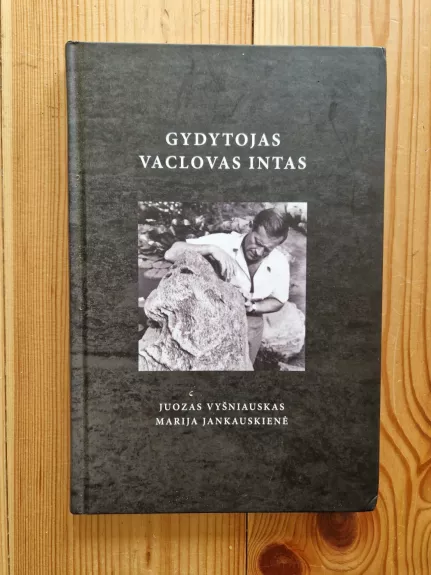 GYDYTOJAS
VACLOVAS INTAS
JUOZAS VYŠNIAUSKAS
MARIJA JANKAUSKIENĖ